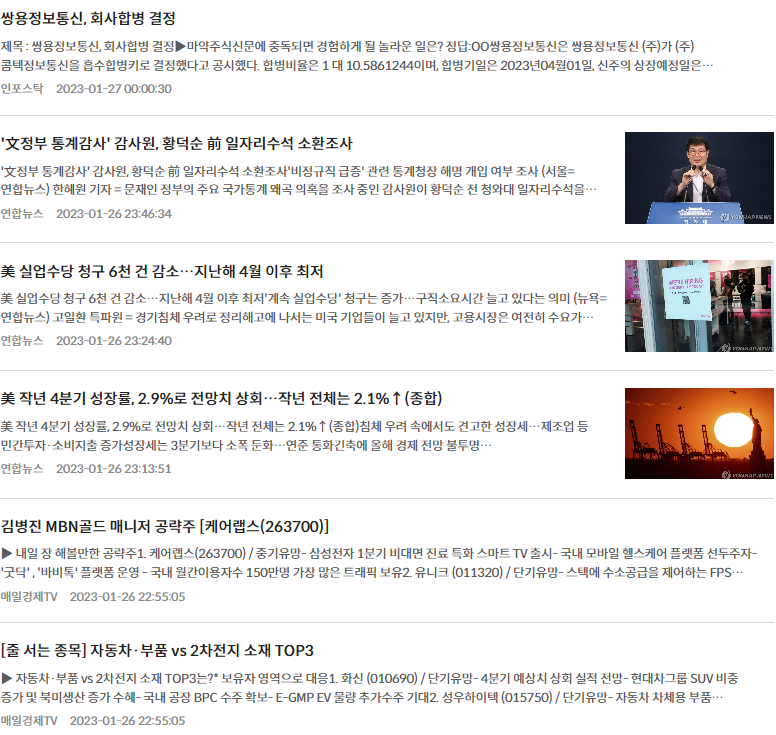 쌍용정보통신, 회사합병 결정
제목 : 쌍용정보통신, 회사합병 결정▶마약주식신문에 중독되면 경험하게 될 놀라운 일은? 정답:OO쌍용정보통신은 쌍용정보통신 (주)가 (주)
콤텍정보통신을 흡수합병키로 결정했다고 공시했다. 합병비율은 1 대 10.5861244이며, 합병기일은 2023년04월01일, 신주의 상장예정일은…
인포스탁 2023-01-27 00:00:30
'文정부 통계감사' 감사원, 황덕순 前 일자리수석 소환조사
'文정부 통계감사' 감사원, 황덕순 前 일자리수석 소환조사'비정규직 급증' 관련 통계청장 해명 개입 여부 조사 (서울=
연합뉴스) 한혜원 기자 = 문재인 정부의 주요 국가통계 왜곡 의혹을 조사 중인 감사원이 황덕순 전 청와대 일자리수석을…
연합뉴스 2023-01-26 23:46:34
YONHAP NEWS
美 실업수당 청구 6천 건 감소…지난해 4월 이후 최저
美 실업수당 청구 6천 건 감소…지난해 4월 이후 최저'계속 실업수당' 청구는 증가…구직소요시간 늘고 있다는 의미 (뉴욕=
연합뉴스) 고일환 특파원 = 경기침체 우려로 정리해고에 나서는 미국 기업들이 늘고 있지만, 고용시장은 여전히 수요가…
연합뉴스 2023-01-26 23:24:40
WE'RE HIRING
YONHAP NEWS
美 작년 4분기 성장률, 2.9%로 전망치 상회…작년 전체는 2.1%↑(종합)
美 작년 4분기 성장률, 2.9%로 전망치 상회…작년 전체는 2.1%↑(종합)침체 우려 속에서도 견고한 성장세…제조업 등
민간투자·소비지출 증가성장세는 3분기보다 소폭 둔화…연준 통화긴축에 올해 경제 전망 불투명…
연합뉴스 2023-01-26 23:13:51
YONHAP NEWS
김병진 MBN골드 매니저 공략주 [케어랩스(263700)]
▶ 내일 장 해볼만한 공략주1. 케어랩스(263700) / 중기유망- 삼성전자 1분기 비대면 진료 특화 스마트 TV 출시- 국내 모바일 헬스케어 플랫폼 선두주자-
'굿닥' , '바비톡' 플랫폼 운영 - 국내 월간이용자수 150만명 가장 많은 트래픽 보유2. 유니크 (011320) / 단기유망- 스텍에 수소공급을 제어하는 FPS…
매일경제TV 2023-01-26 22:55:05
[줄 서는 종목] 자동차·부품 vs 2차전지 소재 TOP3
▶ 자동차·부품 vs 2차전지 소재 TOP3는?* 보유자 영역으로 대응1. 화신 (010690) / 단기유망- 4분기 예상치 상회 실적 전망- 현대차그룹 SUV 비중
증가 및 북미생산 증가 수혜- 국내 공장 BPC 수주 확보- E-GMP EV 물량 추가수주 기대2. 성우하이텍 (015750) / 단기유망- 자동차 차체용 부품…
매일경제TV 2023-01-26 22:55:05